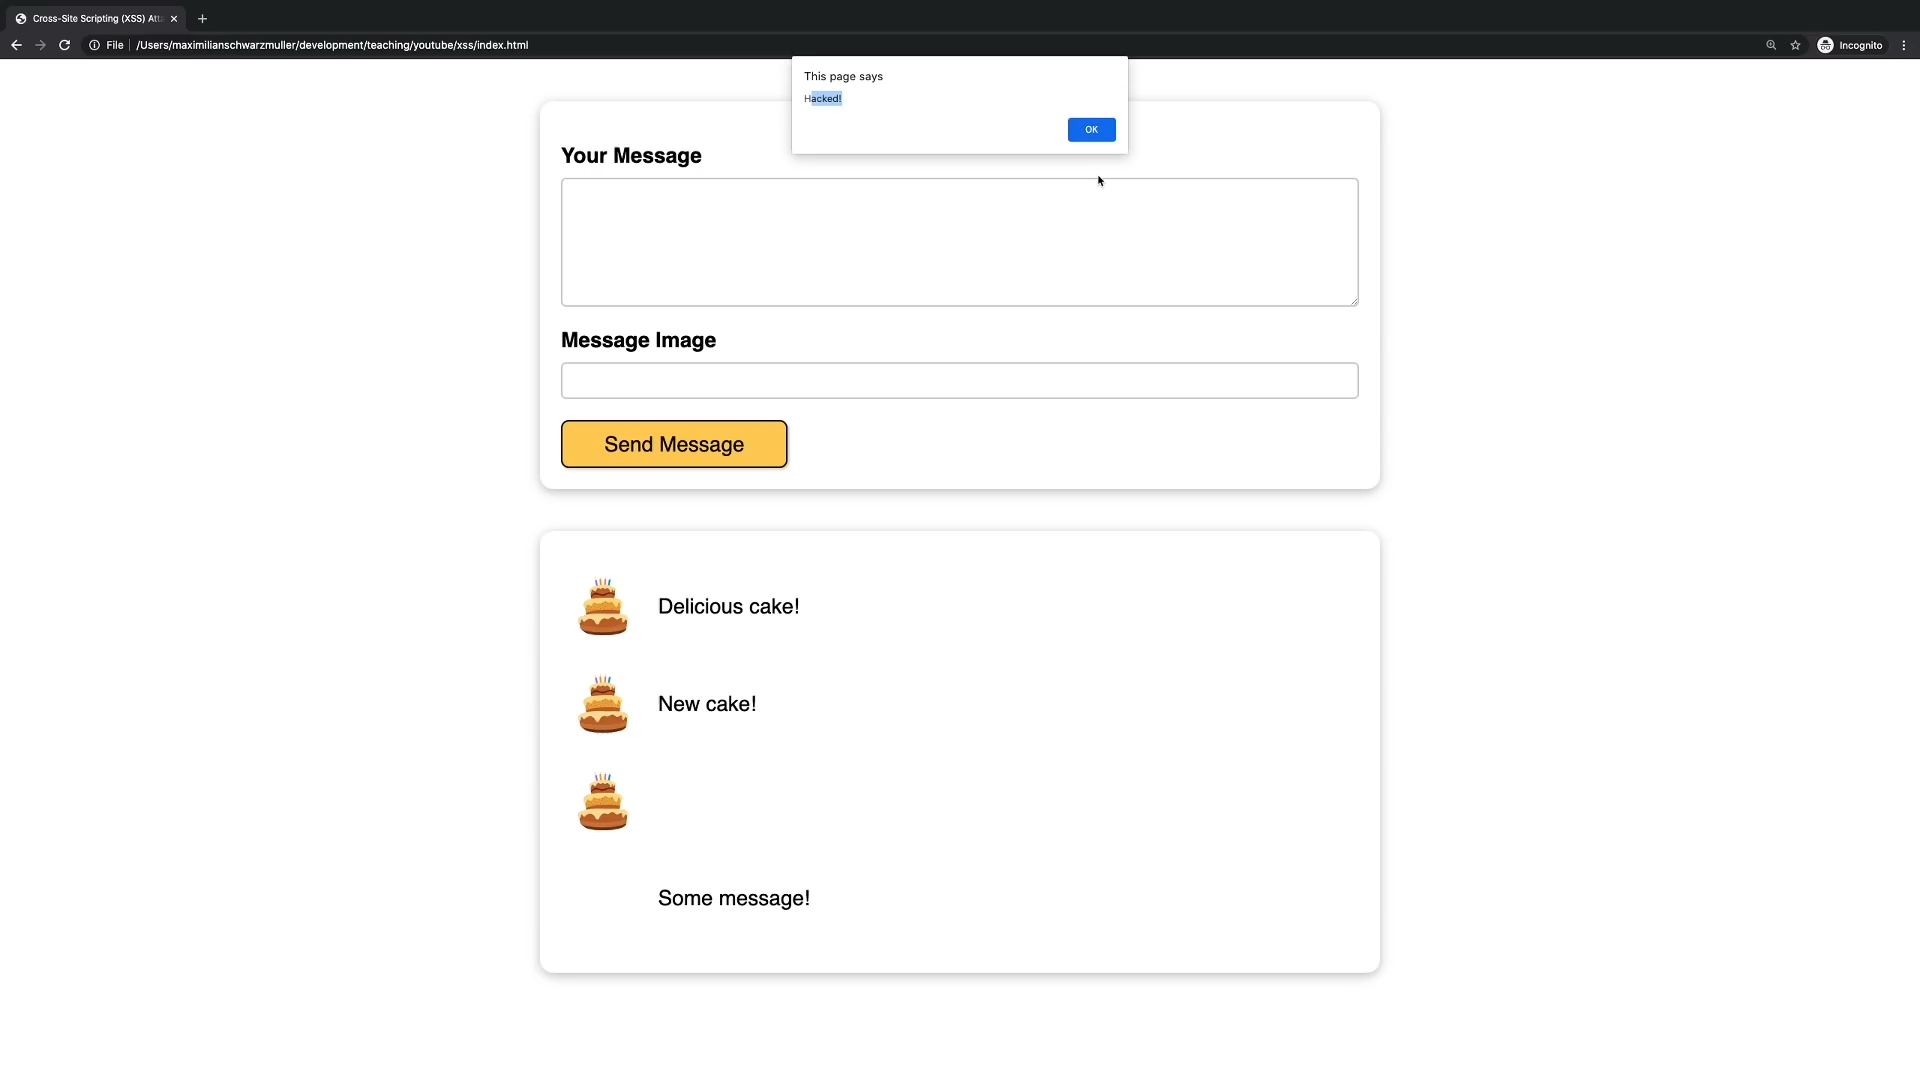 Cross-Site Scripting (XSS) Atta
File
/Users/maximilianschwarzmuller/development/teaching/youtube/xss/index.html
Incognito
This page says
Hacked!
OK
Your Message
Message Image
Send Message
Delicious cake!
New cake!
Some message!